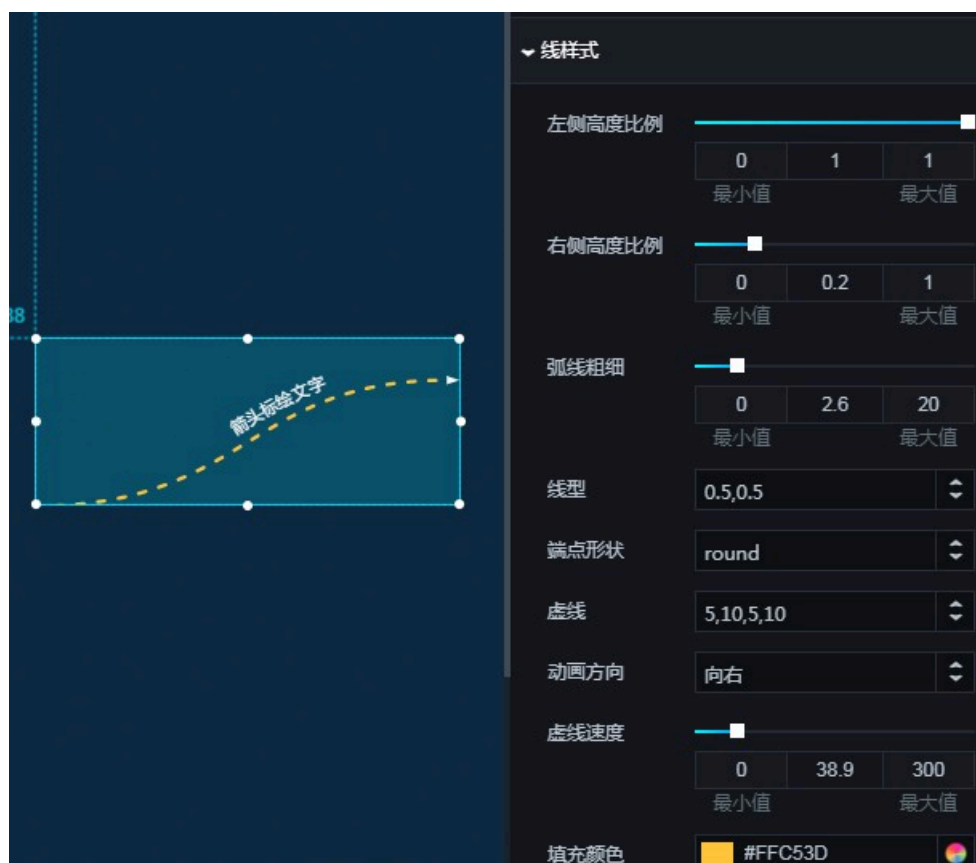 38
箭头标绘文字
线样式
左侧高度比例
0 1 1
最小值 最大值
右侧高度比例
0 0.2 1
最小值 最大值
弧线粗细
0 2.6 20
最小值 最大值
线型 0.5,0.5
端点形状 round
虚线 5,10,5,10
动画方向 向右
虚线速度
0 38.9 300
最小值 最大值
填充颜色 #FFC53D